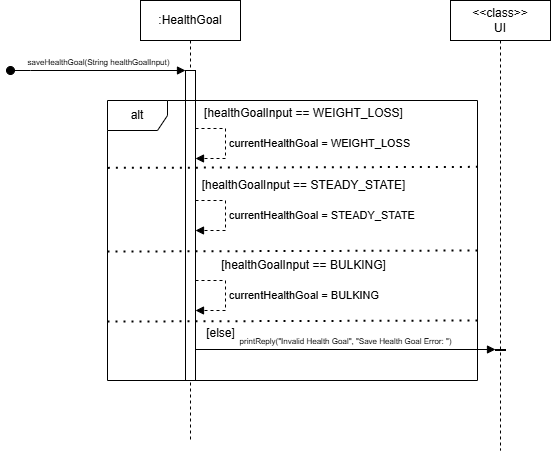 :HealthGoal
<<class>>
UI
saveHealthGoal(String healthGoalInput)
alt
[healthGoalInput == WEIGHT_LOSS]
currentHealthGoal = WEIGHT_LOSS
[healthGoalInput == STEADY_STATE]
currentHealthGoal = STEADY_STATE
[healthGoalInput == BULKING]
currentHealthGoal = BULKING
[else]
printReply("Invalid Health Goal", "Save Health Goal Error: ")